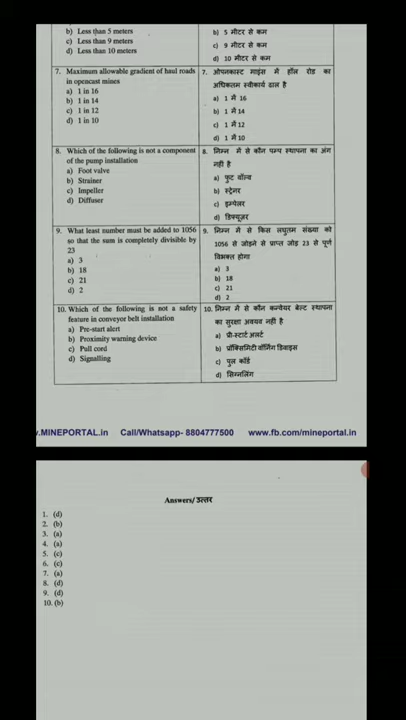 b) Less than 5 meters
c) Less than 9 meters
d) Less than 10 meters
b) 5 मीटर से कम
c) 9 मीटर से कम
d) 10 मीटर से कम
7. Maximum allowable gradient of haul roads
in opencast mines
a) 1 in 16
b) 1 in 14
c) 1 in 12
d) 1 in 10
7. ओपनकास्ट माइंस में हॉल रोड का
अधिकतम स्वीकार्य ढाल है
a) 1 में 16
b) 1 में 14
c) 1 में 12
d) 1 में 10
8. Which of the following is not a component
of the pump installation
a) Foot valve
b) Strainer
c) Impeller
d) Diffuser
8. निम्न में से कौन पम्प स्थापना का अंग
नहीं है
a) फुट वॉल्व
b) स्ट्रेनर
c) इम्पेलर
d) डिफ्यूज़र
9. What least number must be added to 1056
so that the sum is completely divisible by
23
a) 3
b) 18
c) 21
d) 2
9. निम्न में से किस लघुतम संख्या को
1056 से जोड़ने से प्राप्त जोड़ 23 से पूर्ण
विभक्त होगा
a) 3
b) 18
c) 21
d) 2
10. Which of the following is not a safety
feature in conveyor belt installation
a) Pre-start alert
b) Proximity warning device
c) Pull cord
d) Signalling
10. निम्न में से कौन कन्वेयर बेल्ट स्थापना
का सुरक्षा अवयव नहीं है
a) प्री-स्टार्ट अलर्ट
b) प्रॉक्सिमिटी वॉर्निंग डिवाइस
c) पुल कॉर्ड
d) सिग्नलिंग
.MINEPORTAL.in Call/Whatsapp- 8804777500 www.fb.com/mineportal.in
Answers/ उत्तर
1. (d)
2. (b)
3. (a)
4. (a)
5. (c)
6. (c)
7. (a)
8. (d)
9. (d)
10. (b)